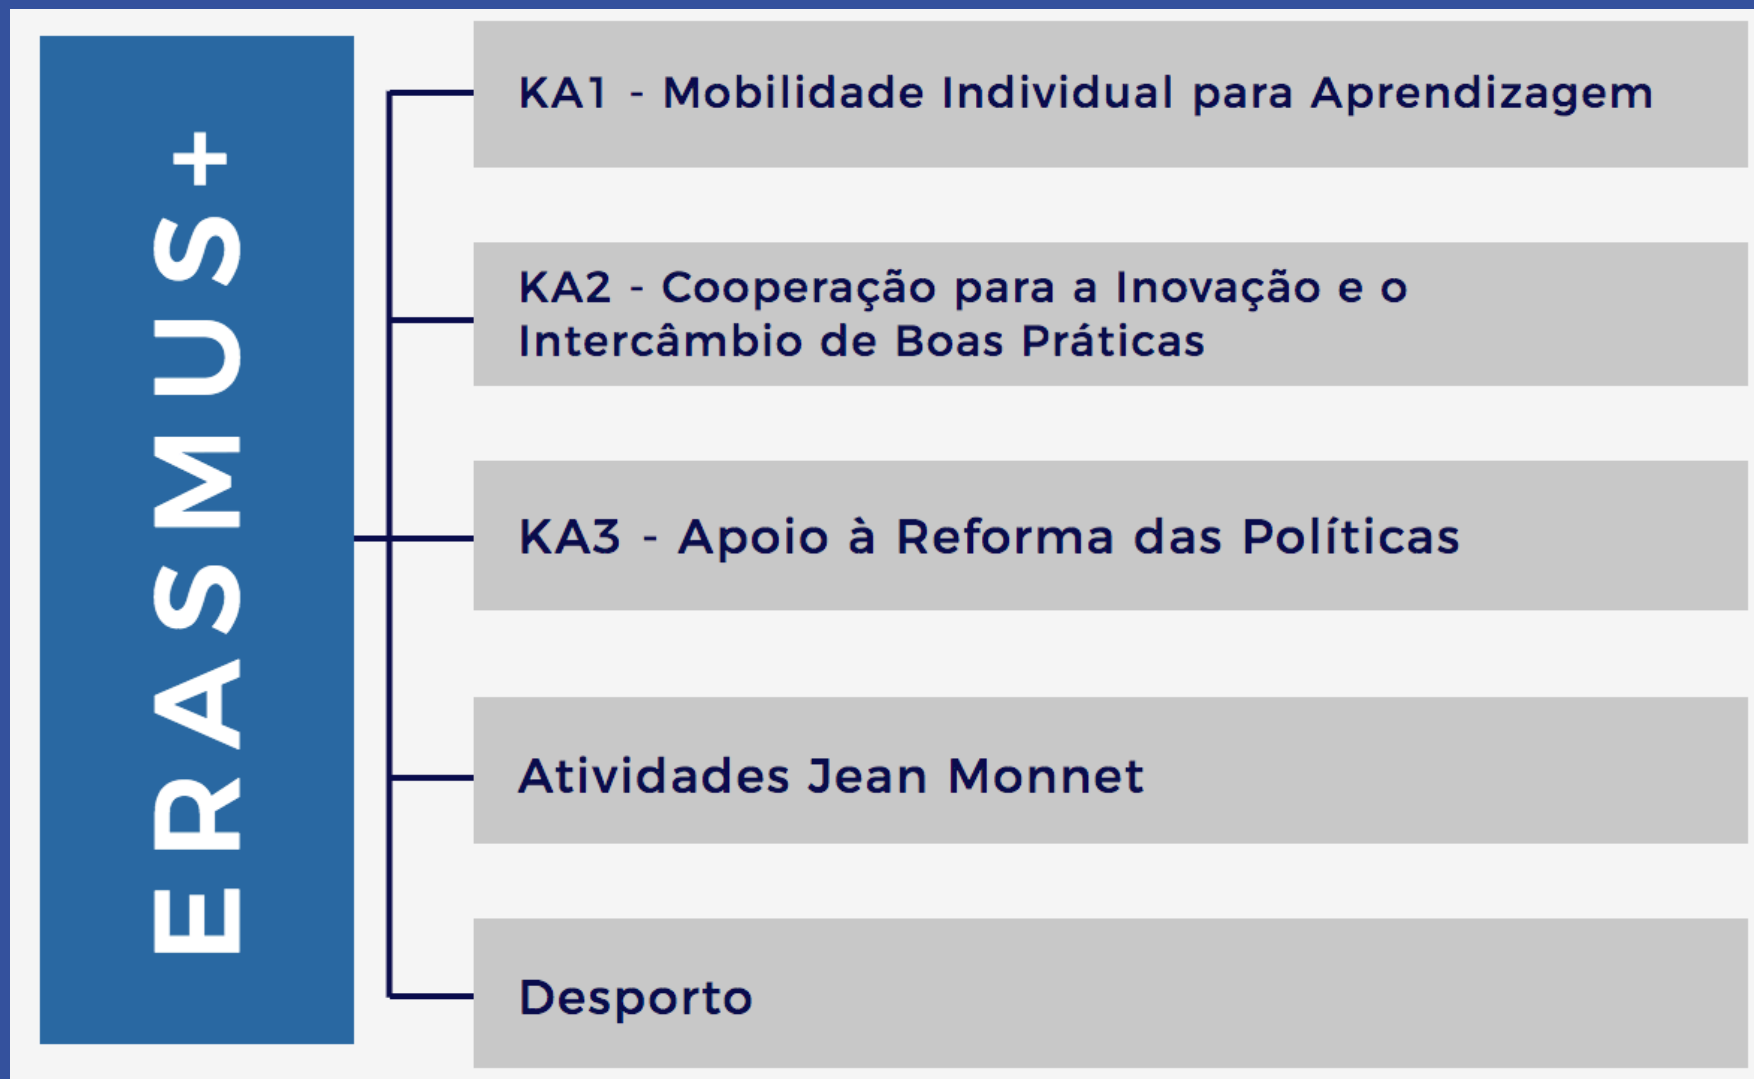 ERASMUS+
KA1 - Mobilidade Individual para Aprendizagem
KA2 - Cooperação para a Inovação e o
Intercâmbio de Boas Práticas
KA3 - Apoio à Reforma das Políticas
Atividades Jean Monnet
Desporto